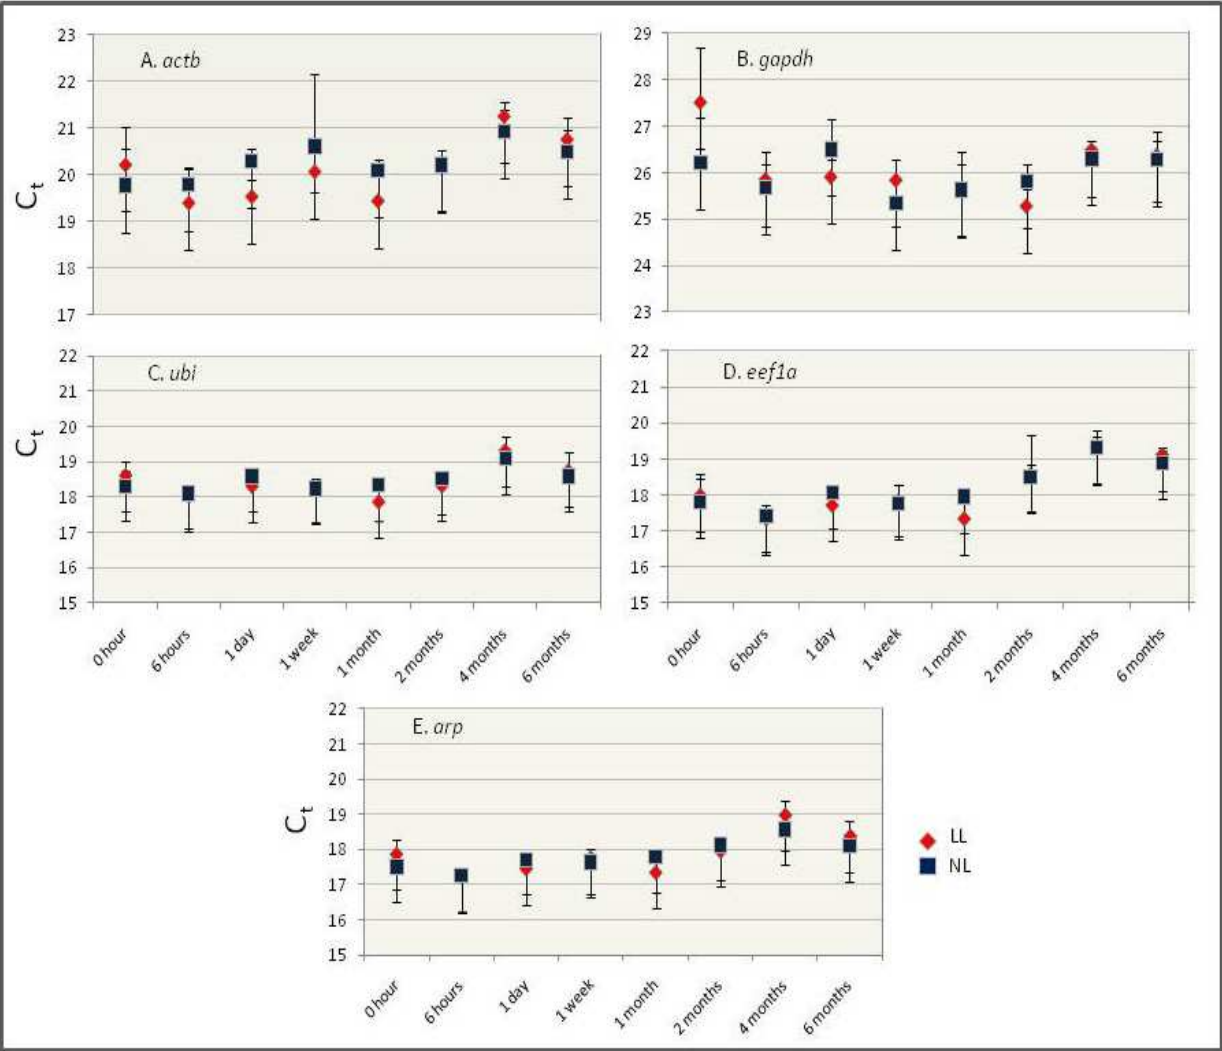 A. actb
23
22
21
20
19
18
17
Ct
B. gapdh
29
28
27
26
25
24
23
C. ubi
22
21
20
19
18
17
16
15
Ct
0 hour
6 hours
1 day
1 week
1 month
2 months
4 months
6 months
D. eef1a
22
21
20
19
18
17
16
15
0 hour
6 hours
1 day
1 week
1 month
2 months
4 months
6 months
E. arp
22
21
20
19
18
17
16
15
Ct
0 hour
6 hours
1 day
1 week
1 month
2 months
4 months
6 months
LL
NL